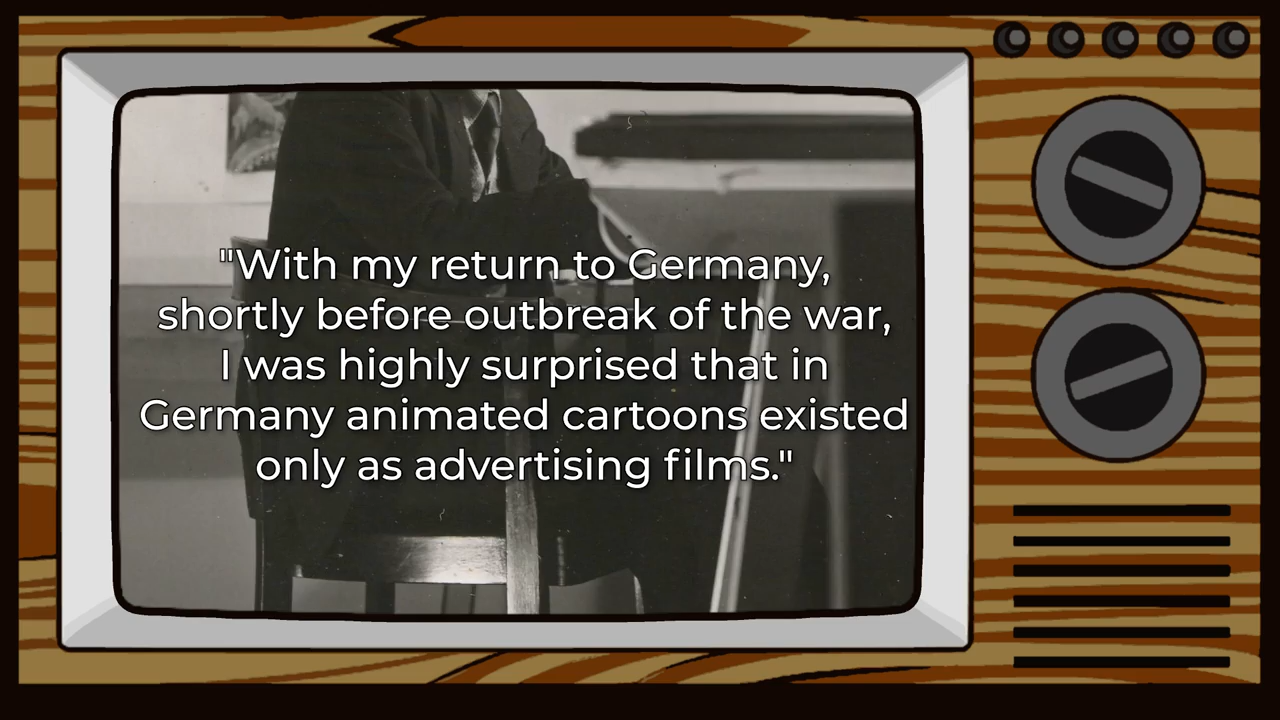 "With my return to Germany,
shortly before outbreak of the war,
I was highly surprised that in
Germany animated cartoons existed
only as advertising films."